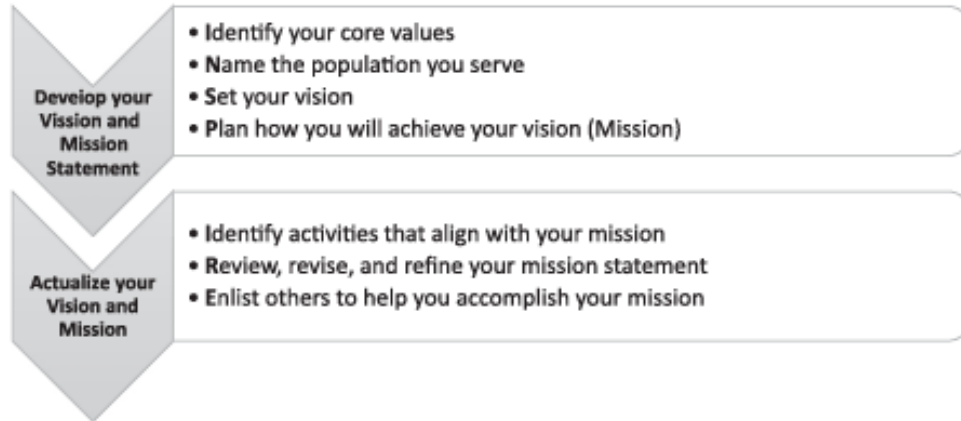 Develop your
Vission and
Mission
Statement
• Identify your core values
• Name the population you serve
• Set your vision
• Plan how you will achieve your vision (Mission)
Actualize your
Vision and
Mission
• Identify activities that align with your mission
• Review, revise, and refine your mission statement
• Enlist others to help you accomplish your mission